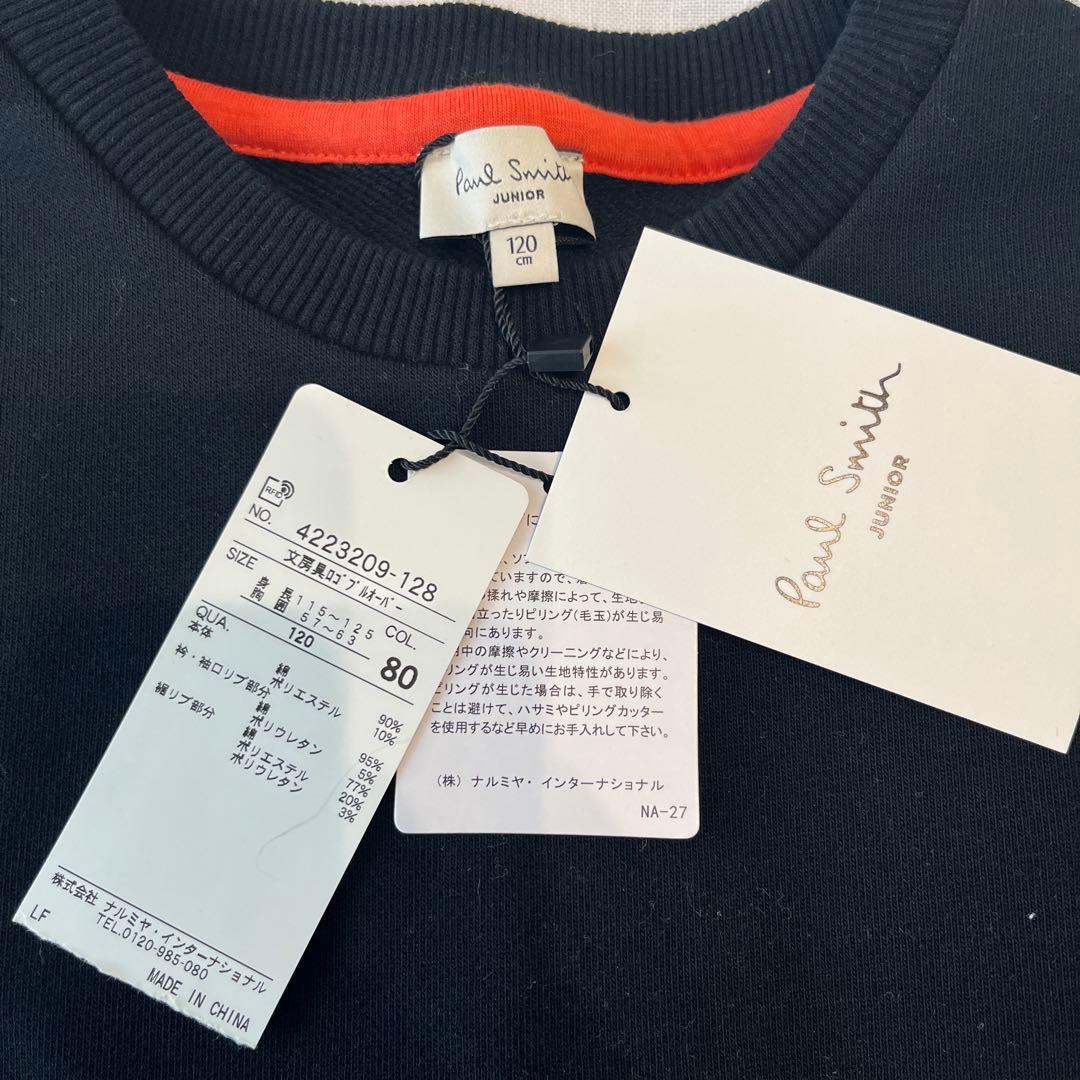 Paul Smith
JUNIOR
120
cm
Paul Smith
JUNIOR
RFID
NO. 4223209-128
文房具ロゴプルオーバー
SIZE
身 長 115~125
胸 囲 57~63
COL.
120
80
QUA.
本体
綿 90%
ポリエステル 10%
衿・袖口リブ部分
綿 95%
ポリウレタン 5%
裾リブ部分
綿 77%
ポリエステル 20%
ポリウレタン 3%
株式会社 ナルミヤ・インターナショナル
TEL.0120-985-080
LF
MADE IN CHINA
に
、ソフ
ていますので、着
揉れや摩擦によって、生地
立ったりピリング(毛玉)が生じ易
向にあります。
用中の摩擦やクリーニングなどにより、
リングが生じ易い生地特性があります。
ピリングが生じた場合は、手で取り除く
ことは避けて、ハサミやピリングカッター
を使用するなど早めにお手入れして下さい。
(株) ナルミヤ・インターナショナル
NA-27